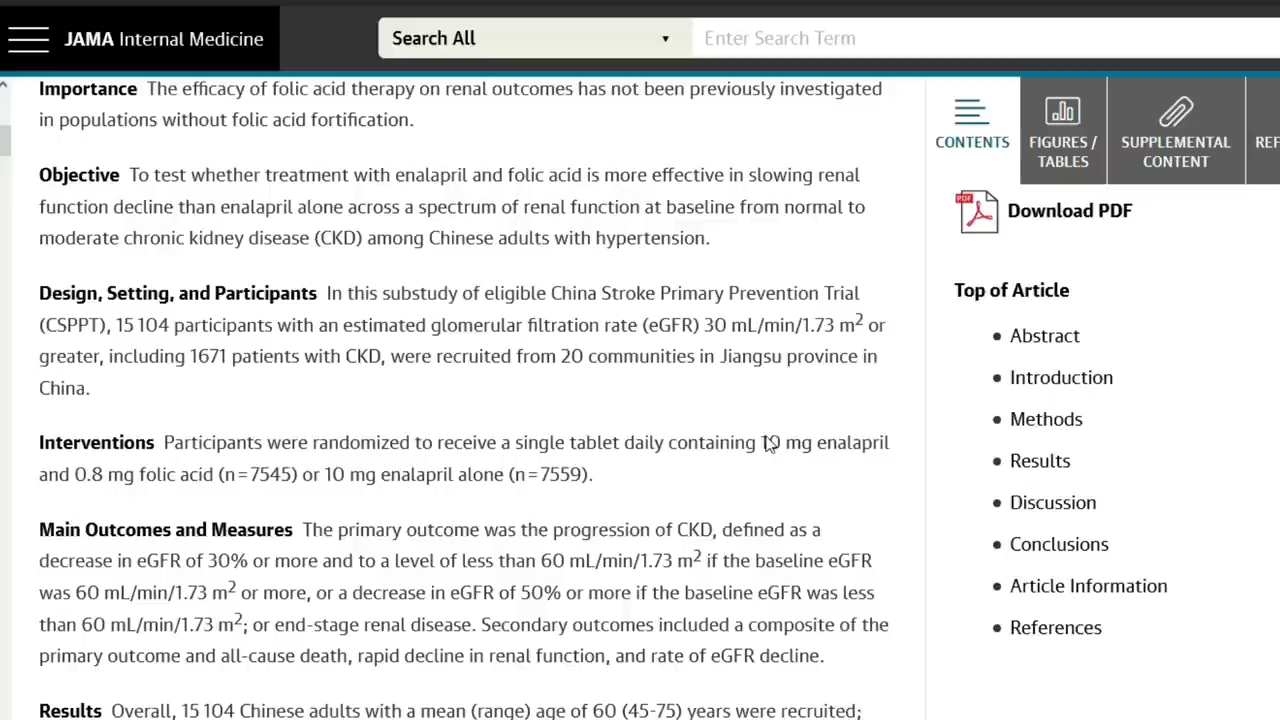 JAMA Internal Medicine
Search All
Enter Search Term
Importance The efficacy of folic acid therapy on renal outcomes has not been previously investigated
in populations without folic acid fortification.
Objective To test whether treatment with enalapril and folic acid is more effective in slowing renal
function decline than enalapril alone across a spectrum of renal function at baseline from normal to
moderate chronic kidney disease (CKD) among Chinese adults with hypertension.
Design, Setting, and Participants In this substudy of eligible China Stroke Primary Prevention Trial
(CSPPT), 15 104 participants with an estimated glomerular filtration rate (eGFR) 30 mL/min/1.73 m2 or
greater, including 1671 patients with CKD, were recruited from 20 communities in Jiangsu province in
China.
Interventions Participants were randomized to receive a single tablet daily containing 10 mg enalapril
and 0.8 mg folic acid (n = 7545) or 10 mg enalapril alone (n = 7559).
Main Outcomes and Measures The primary outcome was the progression of CKD, defined as a
decrease in eGFR of 30% or more and to a level of less than 60 mL/min/1.73 m2 if the baseline eGFR
was 60 mL/min/1.73 m2 or more, or a decrease in eGFR of 50% or more if the baseline eGFR was less
than 60 mL/min/1.73 m2; or end-stage renal disease. Secondary outcomes included a composite of the
primary outcome and all-cause death, rapid decline in renal function, and rate of eGFR decline.
Results Overall, 15 104 Chinese adults with a mean (range) age of 60 (45-75) years were recruited;
CONTENTS
FIGURES /
TABLES
SUPPLEMENTAL
CONTENT
REF
PDF
Download PDF
Top of Article
• Abstract
• Introduction
• Methods
• Results
• Discussion
• Conclusions
• Article Information
• References